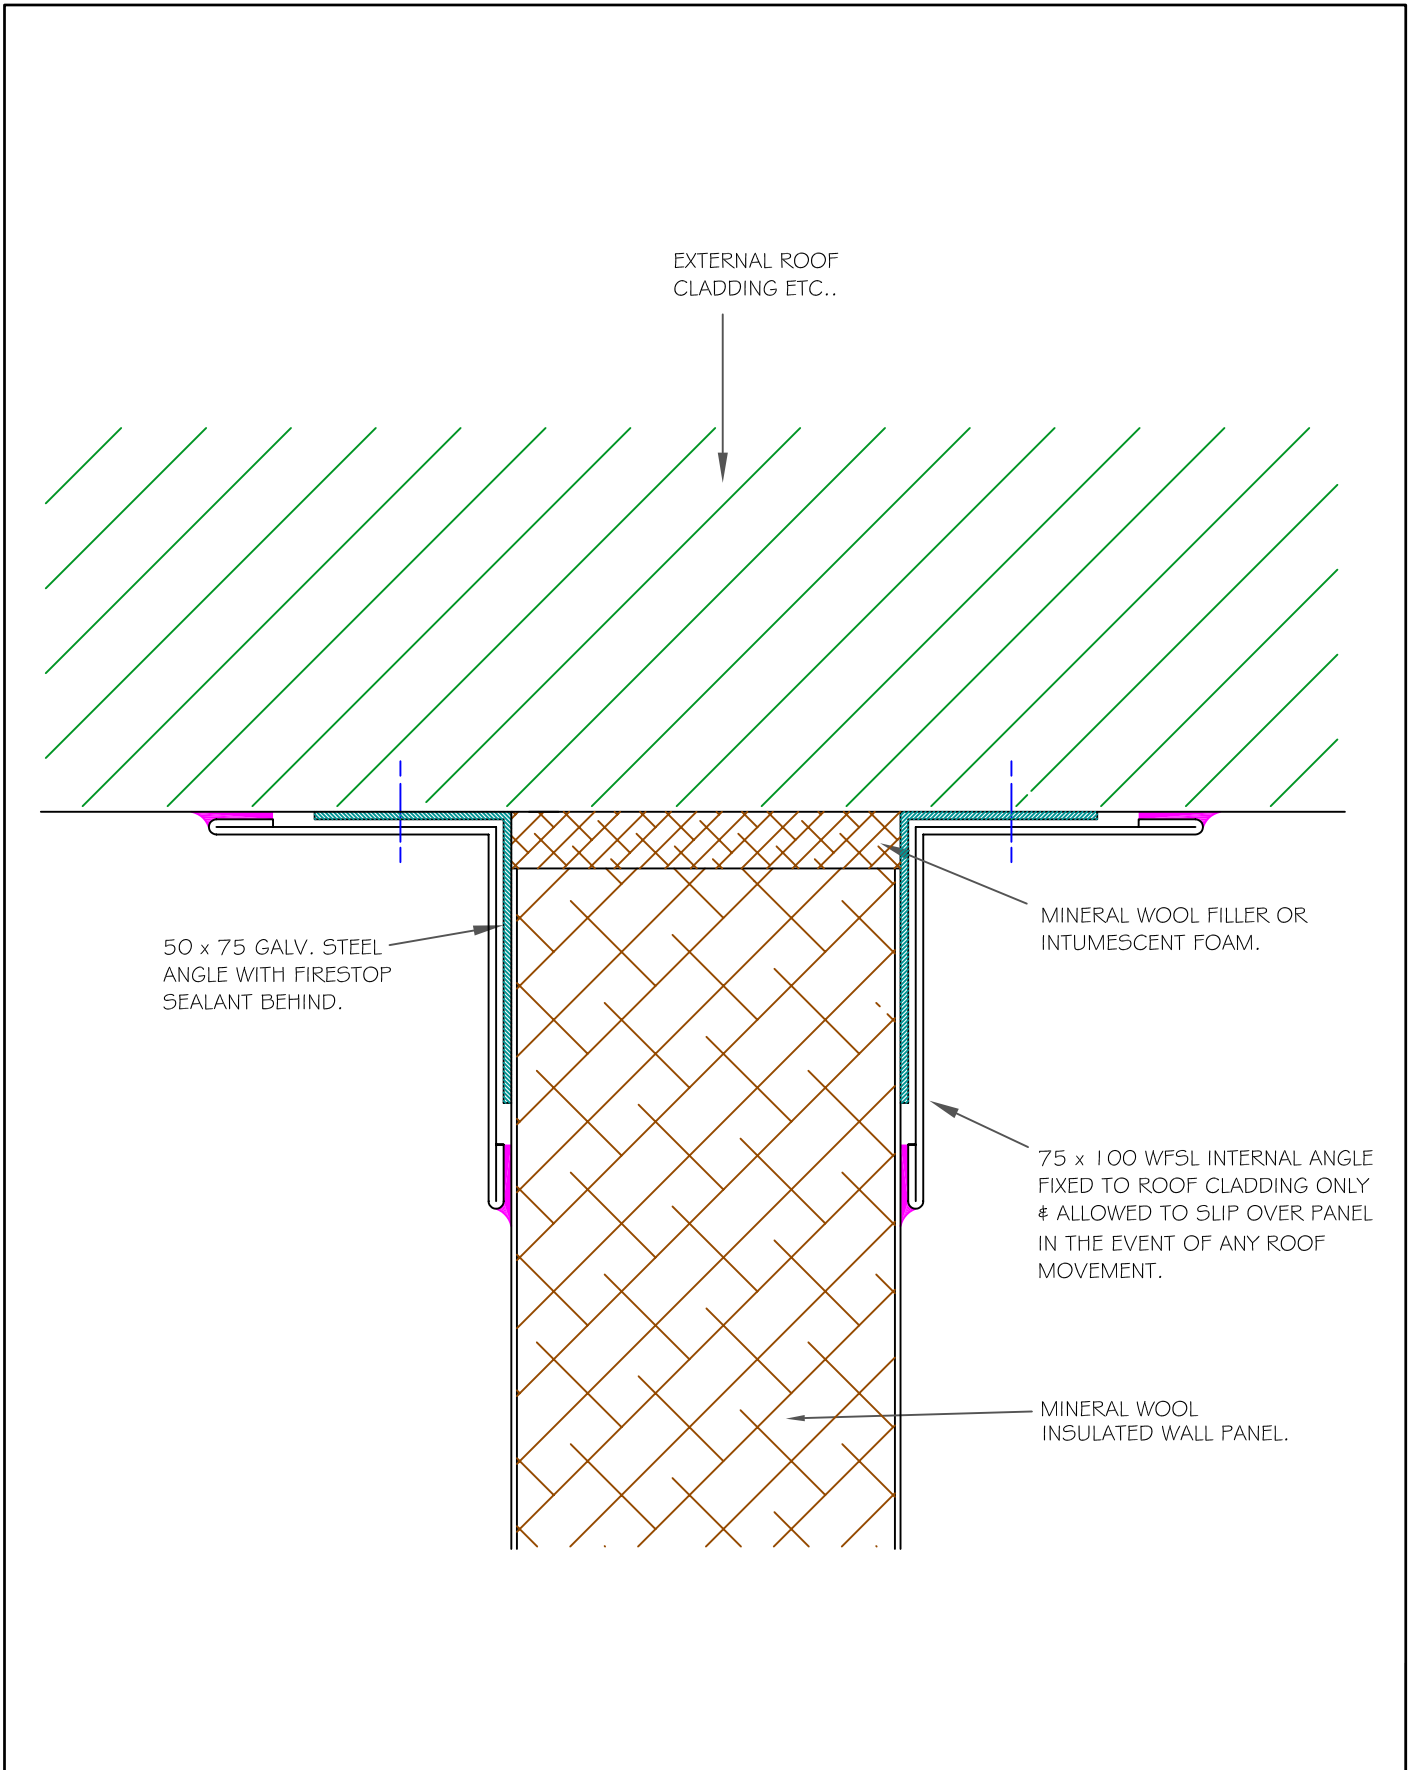 EXTERNAL ROOF
CLADDING ETC..
MINERAL WOOL FILLER OR
INTUMESCENT FOAM.
50 x 75 GALV. STEEL
ANGLE WITH FIRESTOP
SEALANT BEHIND.
75 x 100 WFSL INTERNAL ANGLE
FIXED TO ROOF CLADDING ONLY
& ALLOWED TO SLIP OVER PANEL
IN THE EVENT OF ANY ROOF
MOVEMENT.
MINERAL WOOL
INSULATED WALL PANEL.